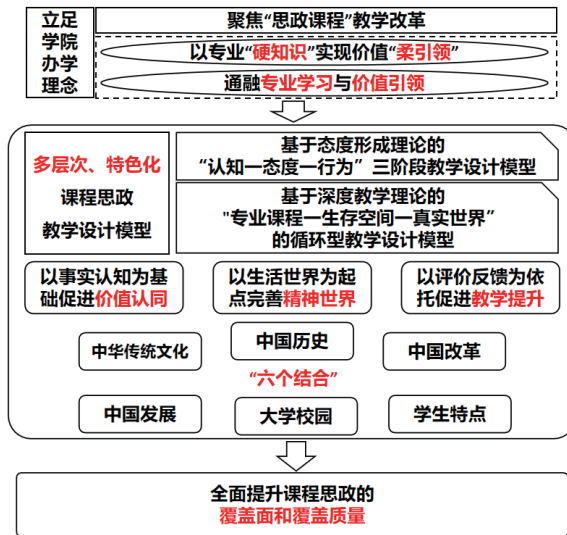 立足
学院
办学
理念
聚焦“思政课程”教学改革
以专业“硬知识”实现价值“柔引领”
通融专业学习与价值引领
多层次、特色化
课程思政
教学设计模型
基于态度形成理论的
“认知一态度一行为”三阶段教学设计模型
基于深度教学理论的
"专业课程一生存空间一真实世界”
的循环型教学设计模型
以事实认知为基
础促进价值认同
以生活世界为起
点完善精神世界
以评价反馈为依
托促进教学提升
中华传统文化
中国历史
中国改革
“六个结合”
中国发展
大学校园
学生特点
全面提升课程思政的
覆盖面和覆盖质量